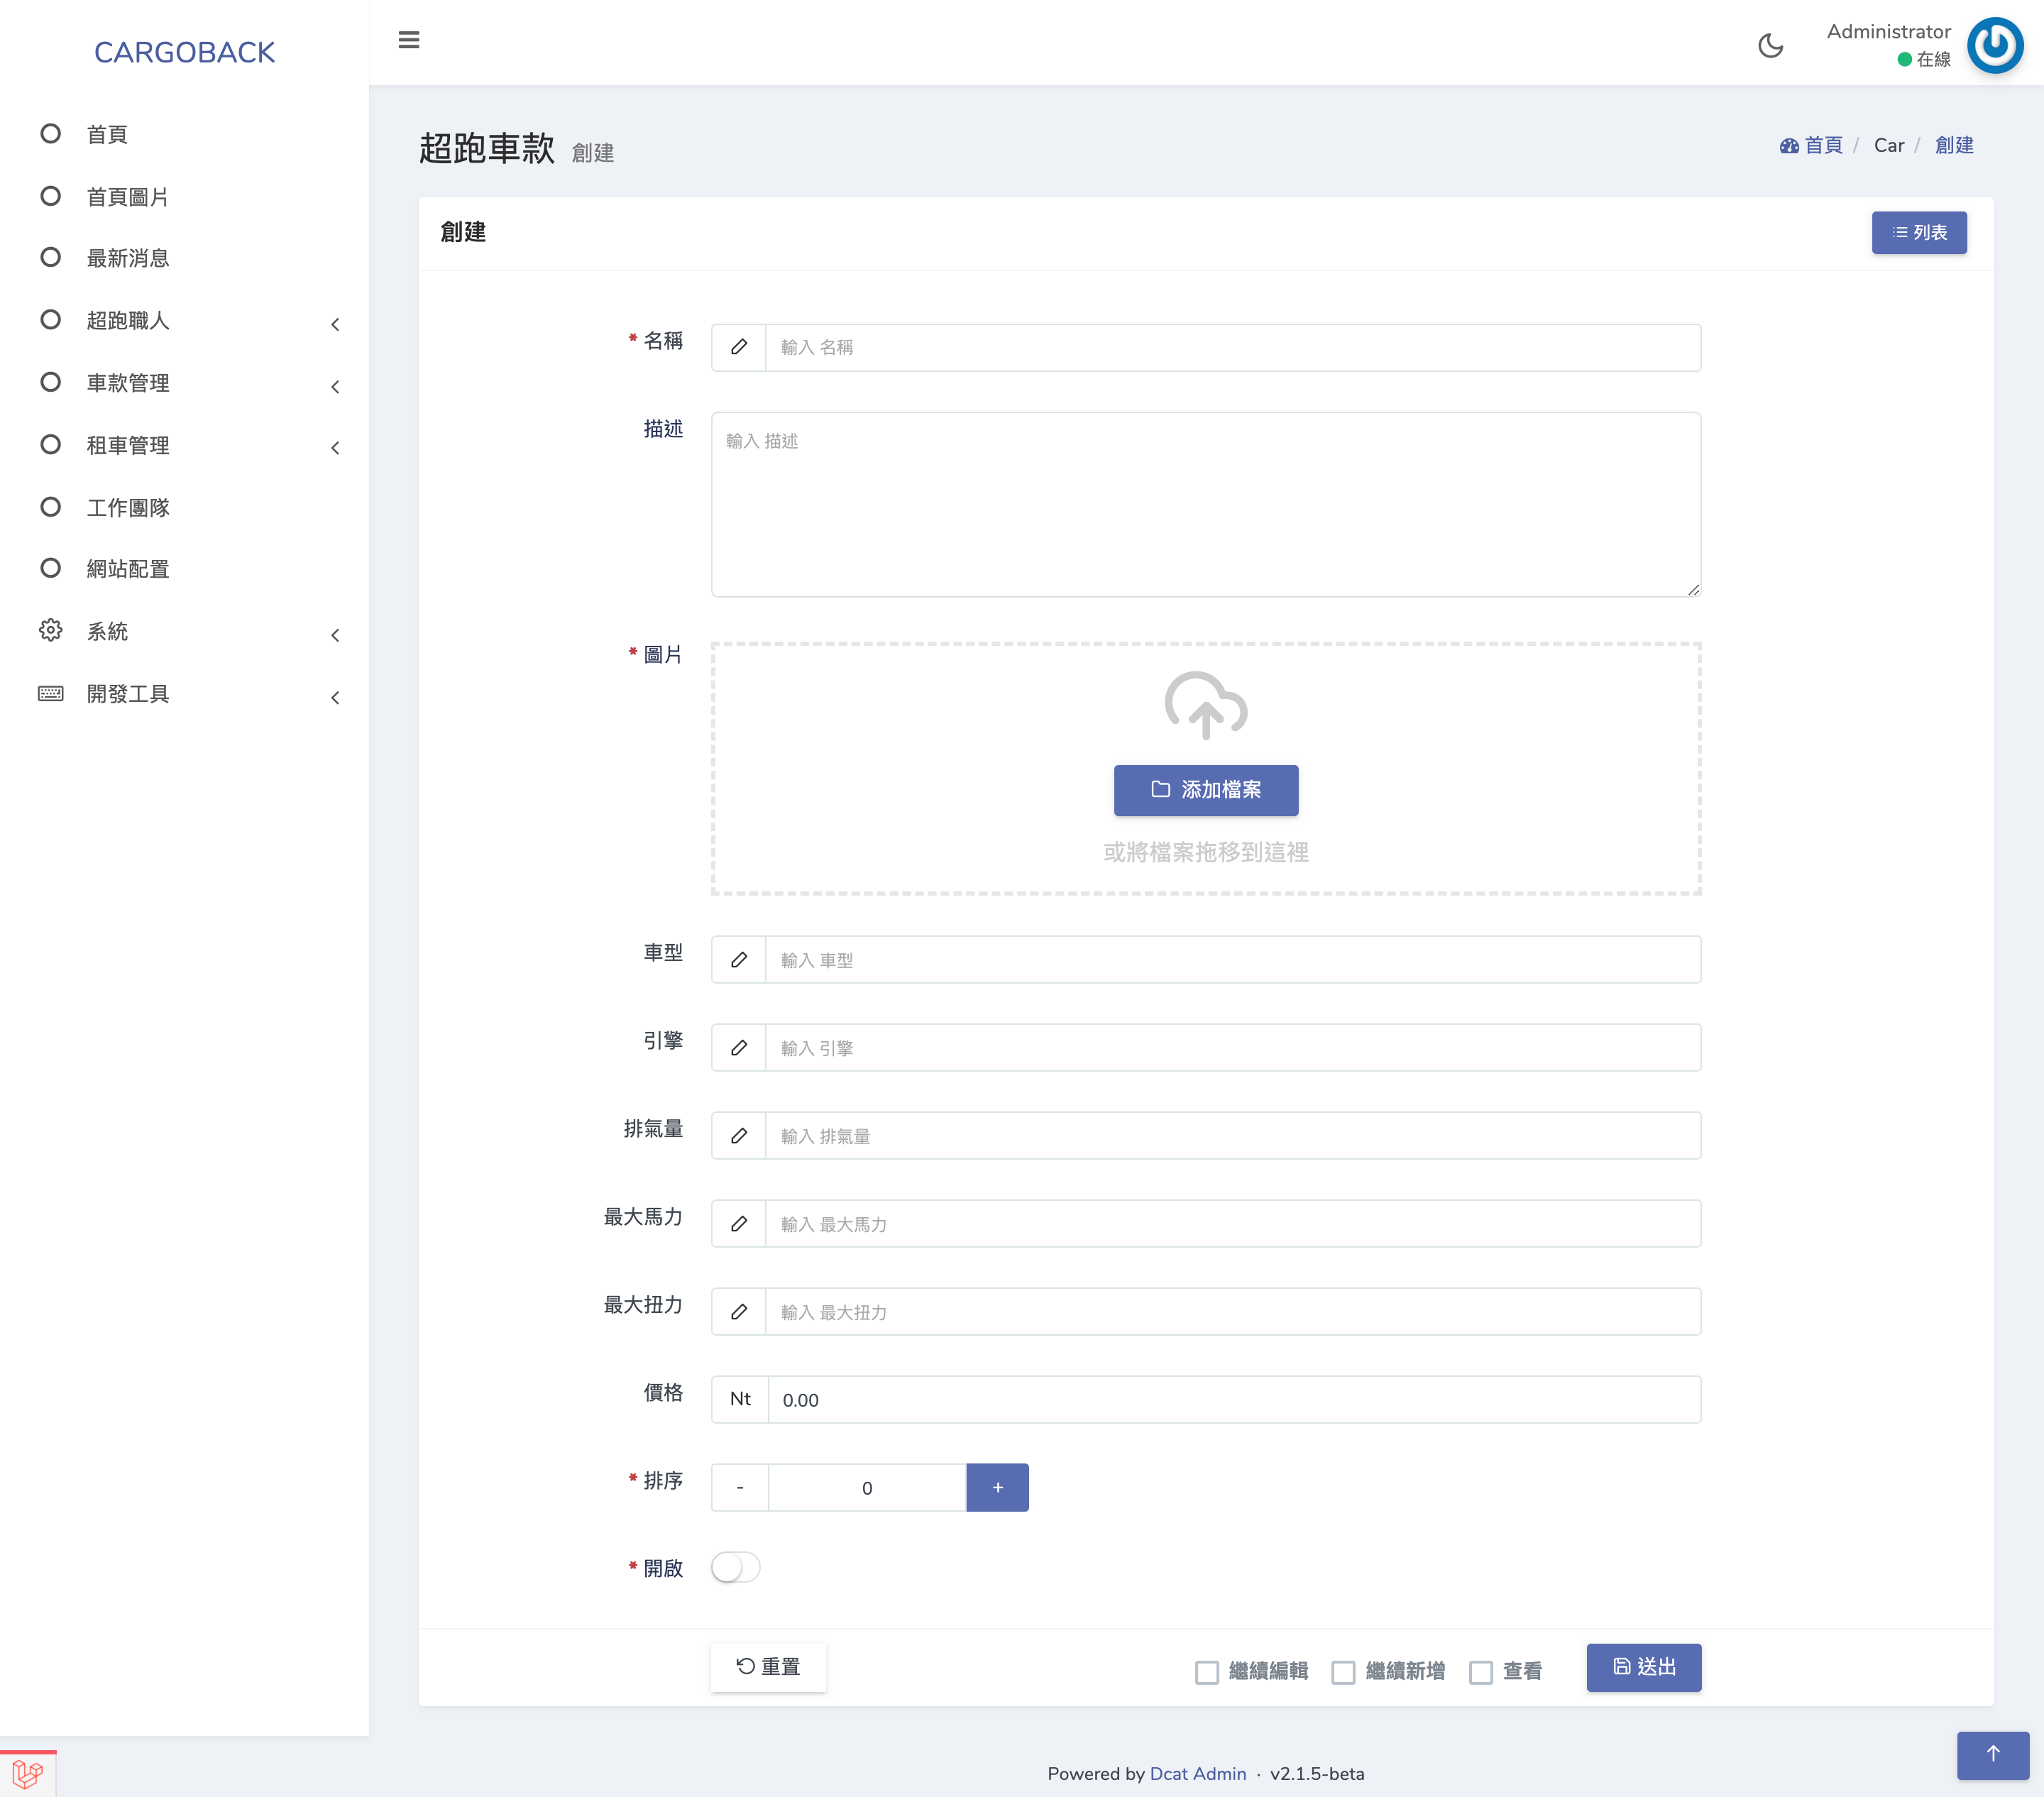 CARGOBACK
Administrator
在線
首頁
首頁圖片
最新消息
超跑職人
車款管理
租車管理
工作團隊
網站配置
系統
開發工具
超跑車款 創建
首頁 / Car / 創建
創建
列表
* 名稱
輸入 名稱
描述
輸入 描述
* 圖片
添加檔案
或將檔案拖移到這裡
車型
輸入 車型
引擎
輸入 引擎
排氣量
輸入 排氣量
最大馬力
輸入 最大馬力
最大扭力
輸入 最大扭力
價格
Nt 0.00
* 排序
- 0 +
* 開啟
重置
繼續編輯 繼續新增 查看
送出
Powered by Dcat Admin · v2.1.5-beta